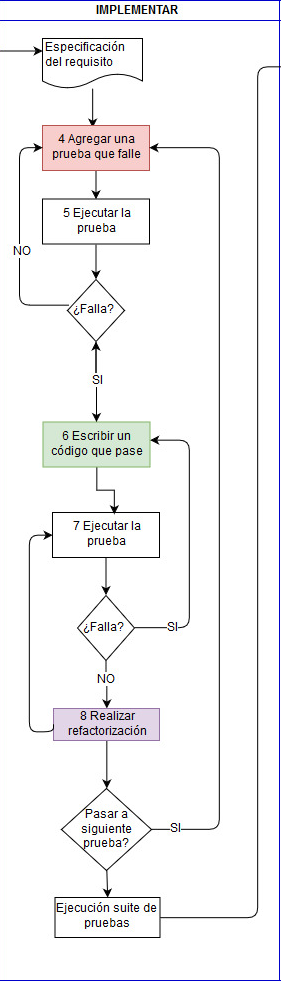 IMPLEMENTAR
Especificación
del requisito
4 Agregar una
prueba que falle
5 Ejecutar la
prueba
NO
¿Falla?
SI
6 Escribir un
código que pase
7 Ejecutar la
prueba
¿Falla?
SI
NO
8 Realizar
refactorización
Pasar a
siguiente
prueba?
SI
Ejecución suite de
pruebas